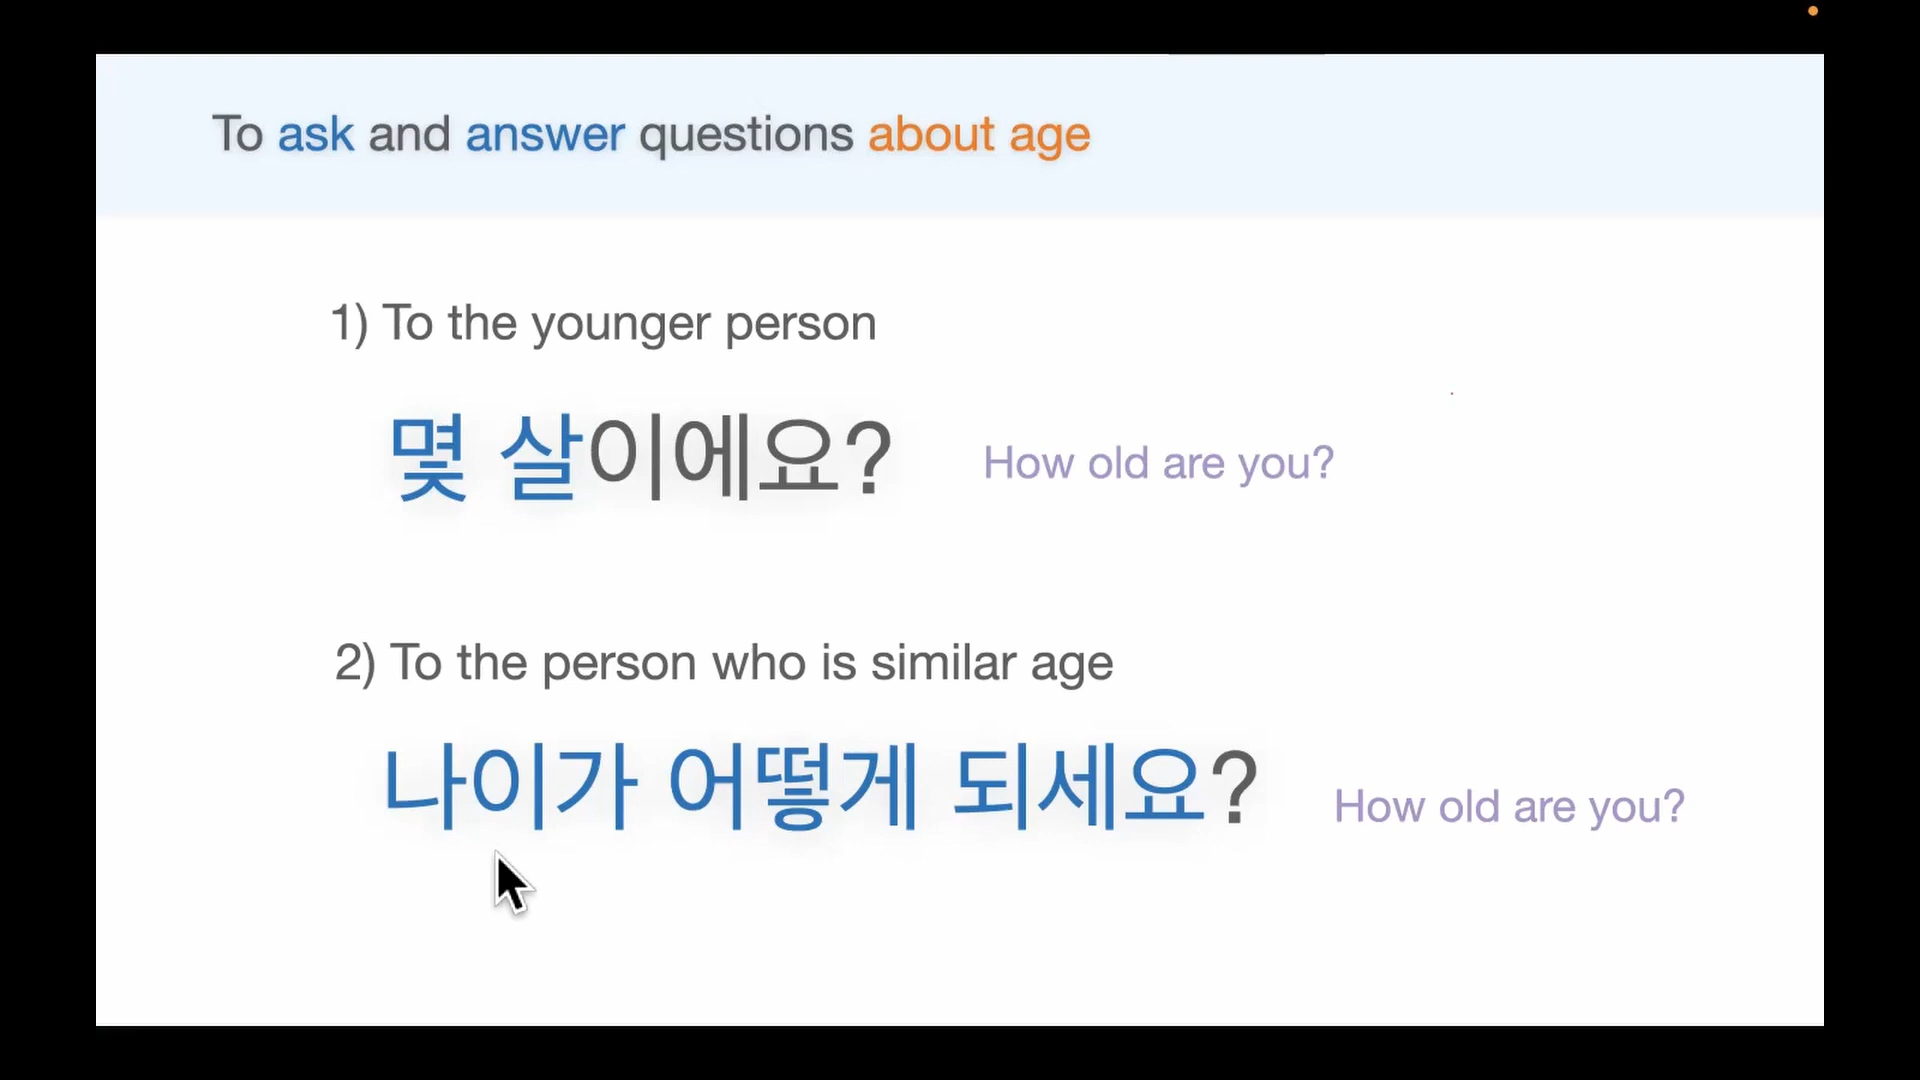 To ask and answer questions about age
1) To the younger person
몇 살이에요? How old are you?
2) To the person who is similar age
나이가 어떻게 되세요? How old are you?